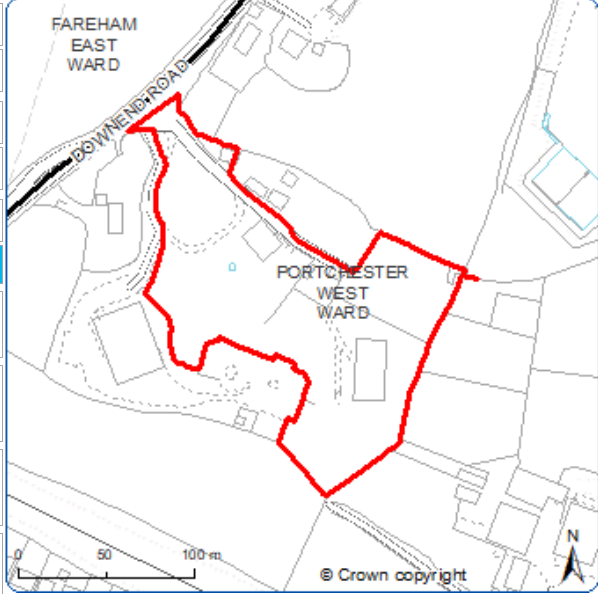 FAREHAM
EAST
WARD
DOWNEND ROAD
PORTCHESTER
WEST
WARD
0 50 100 m
© Crown copyright
N